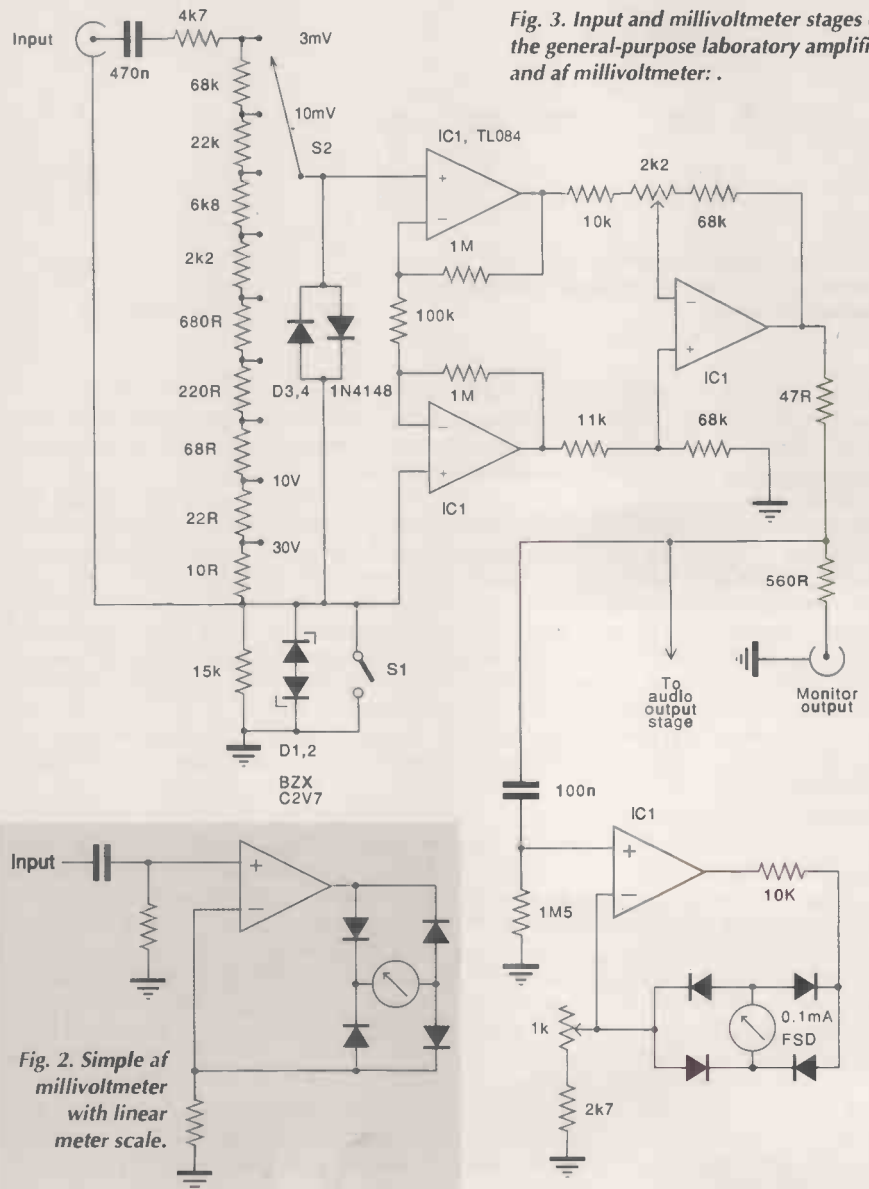 Fig. 3. Input and millivoltmeter stages
the general-purpose laboratory
and af millivoltmeter: .
Input
470n
4k7
3mV
68k
10mV
S2
22k
6k8
2k2
680R
220R
68R
10V
22R
30V
10R
D3,4
1N4148
IC1, TL084
1M
100k
1M
IC1
10k
2k2
68k
IC1
11k
68k
47R
560R
15k
S1
D1,2
BZX
C2V7
To
audio
output
stage
Monitor
output
100n
IC1
10K
1M5
1k
0.1mA
FSD
2k7
Input
+
−
+
−
+
−
+
−
+
−
Fig. 2. Simple af
millivoltmeter
with linear
meter scale.